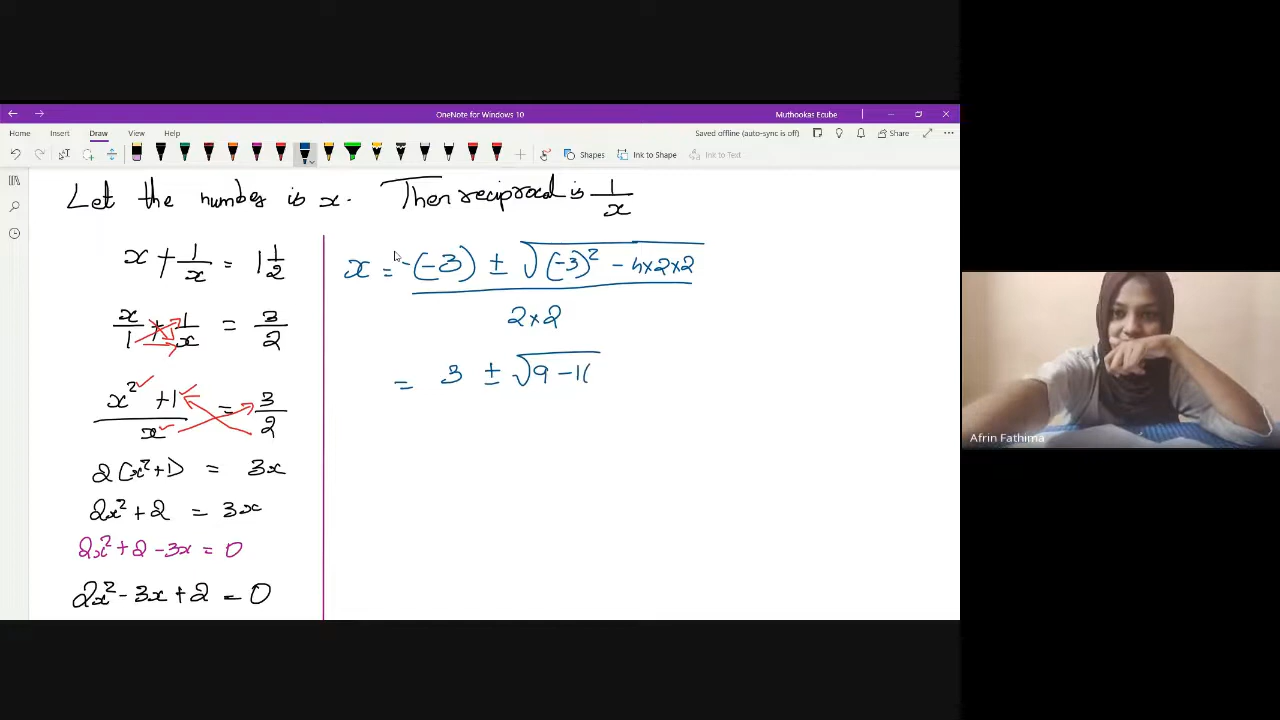 OneNote for Windows 10
Muthookas Ecube
Home Insert Draw View Help
Saved offline (auto-sync is off)
Share
Shapes
Ink to Shape
Ink to Text
Let the number is x. Then reciprocal is 1/x
x + 1/x = 1 1/2
x/1 + 1/x = 3/2
x² + 1 / x = 3/2
2(x²+1) = 3x
2x² + 2 = 3x
2x² + 2 - 3x = 0
2x² - 3x + 2 = 0
x = -(-3) ± √(-3)² - 4×2×2
2×2
= 3 ± √9 - 1(
Afrin Fathima